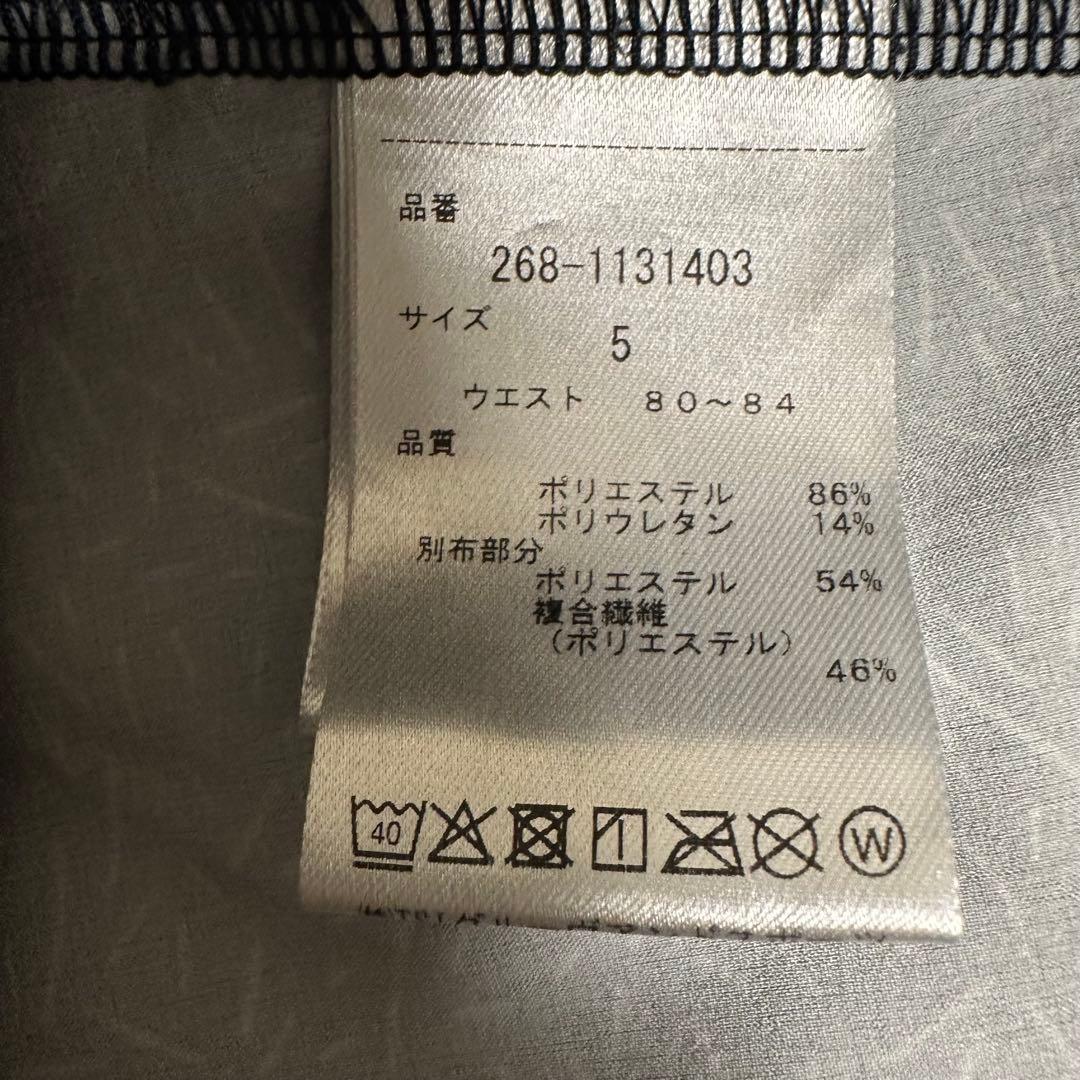 品番
268-1131403
サイズ
5
ウエスト 80~84
品質
ポリエステル 86%
ポリウレタン 14%
別布部分
ポリエステル 54%
複合繊維
(ポリエステル)
46%
40
W